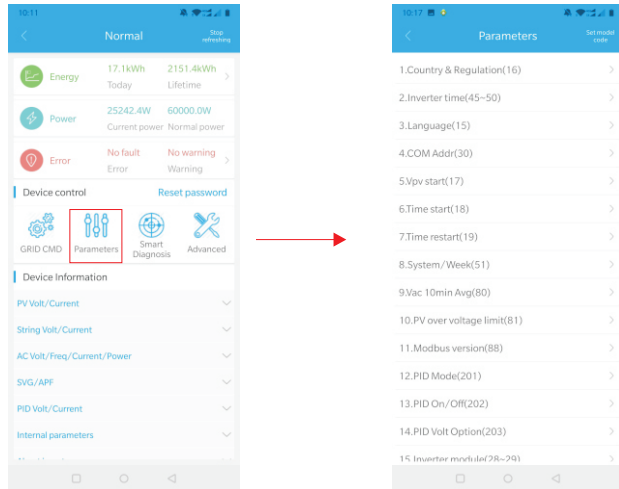 10:11
Normal
Stop
refreshing
Energy
17.1kWh
2151.4kWh
Today
Lifetime
Power
25242.4W
60000.0W
Current power
Normal power
Error
No fault
No warning
Error
Warning
Device control
Reset password
GRID CMD
Parameters
Smart
Diagnosis
Advanced
Device Information
PV Volt/Current
String Volt/Current
AC Volt/Freq/Current/Power
SVG/APF
PID Volt/Current
Internal parameters
10:17
Parameters
Set model
code
1.Country & Regulation(16)
2.Inverter time(45~50)
3.Language(15)
4.COM Addr(30)
5.Vpv start(17)
6.Time start(18)
7.Time restart(19)
8.System/Week(51)
9.Vac 10min Avg(80)
10.PV over voltage limit(81)
11.Modbus version(88)
12.PID Mode(201)
13.PID On/Off(202)
14.PID Volt Option(203)
15.Inverter module(28~29)